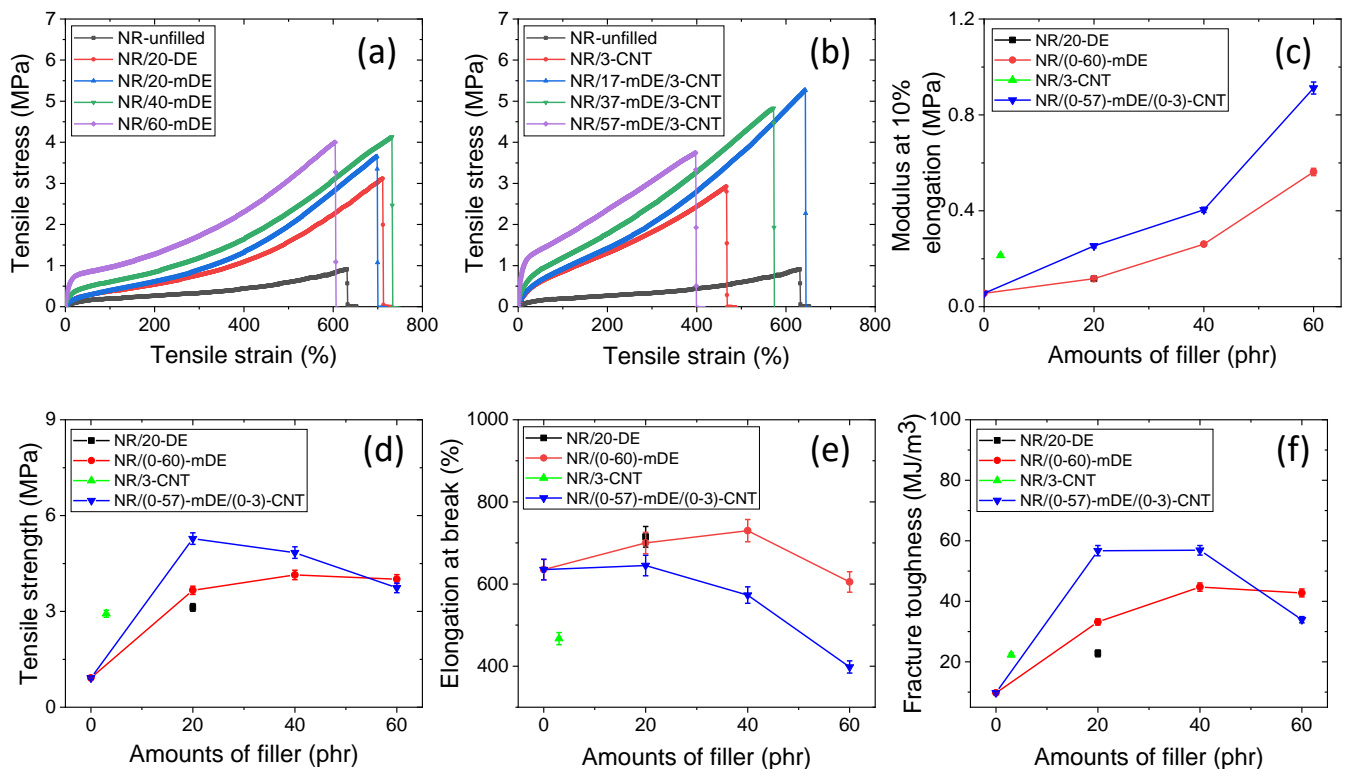 (a)
NR-unfilled
NR/20-DE
NR/20-mDE
NR/40-mDE
NR/60-mDE
Tensile stress (MPa)
7
6
5
4
3
2
1
0
0 200 400 600 800
Tensile strain (%)
(b)
NR-unfilled
NR/3-CNT
NR/17-mDE/3-CNT
NR/37-mDE/3-CNT
NR/57-mDE/3-CNT
Tensile stress (MPa)
7
6
5
4
3
2
1
0
0 200 400 600 800
Tensile strain (%)
(c)
NR/20-DE
NR/(0-60)-mDE
NR/3-CNT
NR/(0-57)-mDE/(0-3)-CNT
Modulus at 10%
elongation (MPa)
1.2
0.8
0.4
0.0
0 20 40 60
Amounts of filler (phr)
(d)
NR/20-DE
NR/(0-60)-mDE
NR/3-CNT
NR/(0-57)-mDE/(0-3)-CNT
Tensile strength (MPa)
9
6
3
0
0 20 40 60
Amounts of filler (phr)
(e)
NR/20-DE
NR/(0-60)-mDE
NR/3-CNT
NR/(0-57)-mDE/(0-3)-CNT
Elongation at break (%)
1000
800
600
400
0 20 40 60
Amounts of filler (phr)
(f)
NR/20-DE
NR/(0-60)-mDE
NR/3-CNT
NR/(0-57)-mDE/(0-3)-CNT
Fracture toughness (MJ/m3)
100
80
60
40
20
0 20 40 60
Amounts of filler (phr)